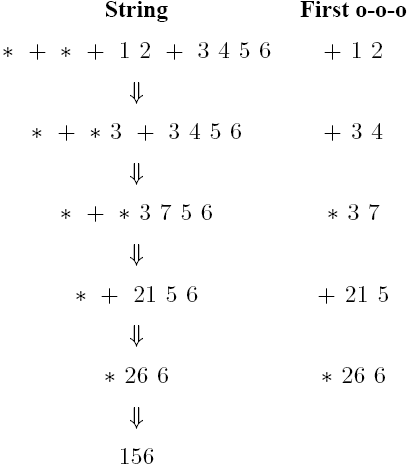 String First o-o-o
* + * + 1 2 + 3 4 5 6 + 1 2
⇓
* + * 3 + 3 4 5 6 + 3 4
⇓
* + * 3 7 5 6 * 3 7
⇓
* + 21 5 6 + 21 5
⇓
* 26 6 * 26 6
⇓
156